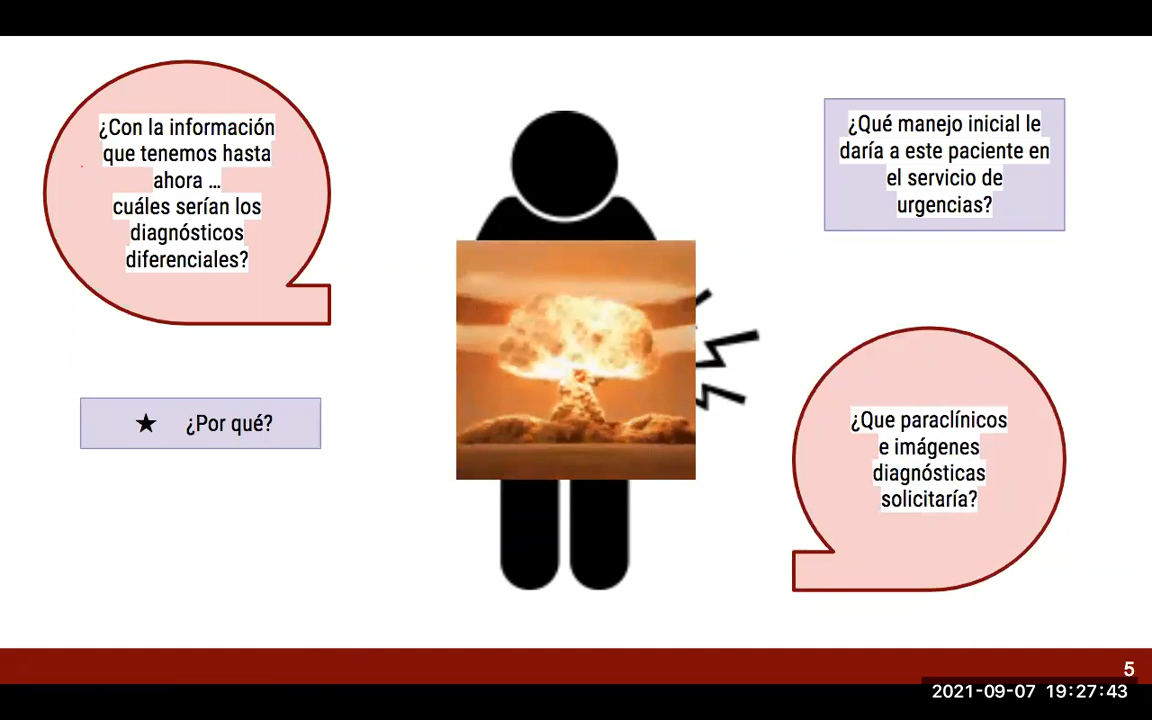 ¿Con la información
que tenemos hasta
ahora ...
cuáles serían los
diagnósticos
diferenciales?
★ ¿Por qué?
¿Qué manejo inicial le
daría a este paciente en
el servicio de
urgencias?
¿Que paraclínicos
e imágenes
diagnósticas
solicitaría?
5
2021-09-07 19:27:43